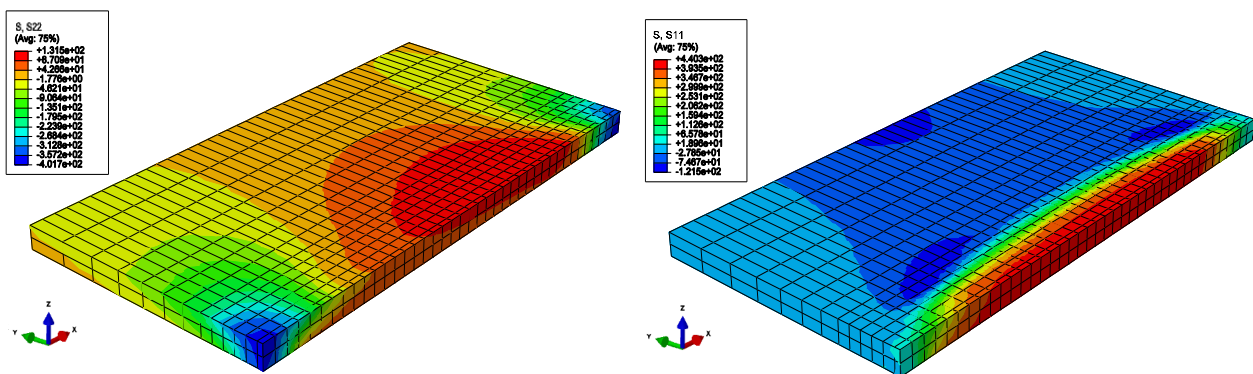 S, S22
(Avg: 75%)
+1.315e+02
+8.709e+01
+4.266e+01
-1.776e+00
-4.621e+01
-9.064e+01
-1.351e+02
-1.795e+02
-2.239e+02
-2.684e+02
-3.128e+02
-3.572e+02
-4.017e+02
Z
Y
X
S, S11
(Avg: 75%)
+4.403e+02
+3.935e+02
+3.467e+02
+2.999e+02
+2.531e+02
+2.062e+02
+1.594e+02
+1.126e+02
+6.578e+01
+1.896e+01
-2.785e+01
-7.467e+01
-1.215e+02
Z
Y
X